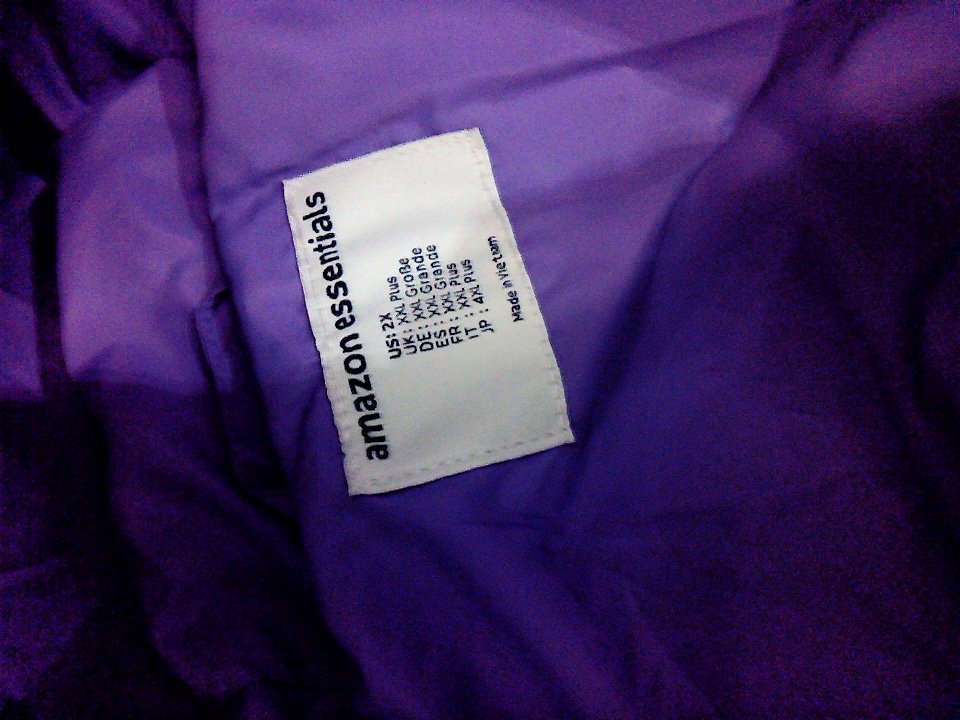 amazon essentials
US: 2X
UK: XXL Plus
DE: XXL Große
ES: XXL Grande
FR: XXL Grande
IT: XXL Plus
JP: 4XL Plus
Made in Vietnam